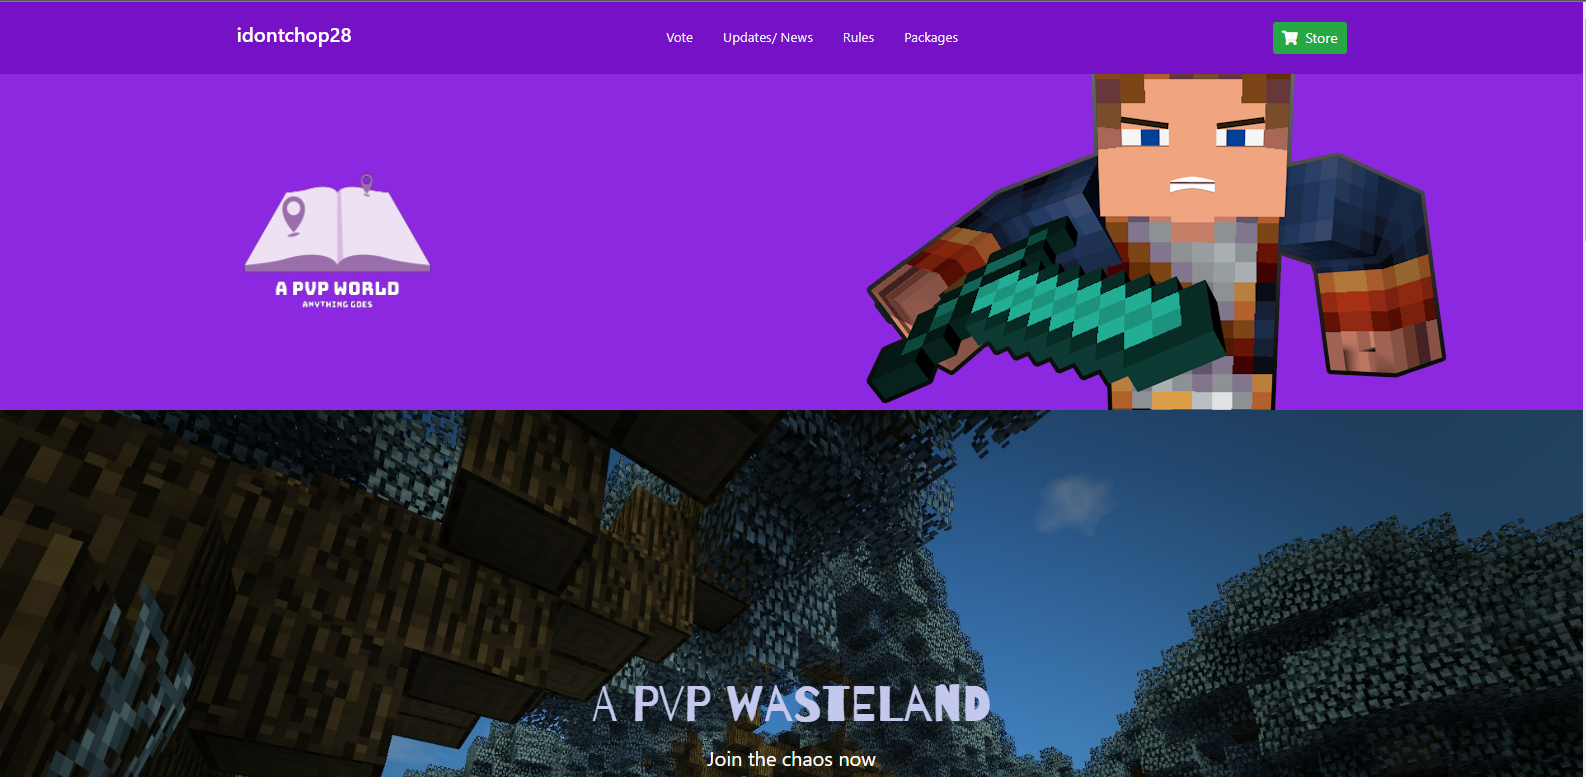 idontchop28
Vote Updates/ News Rules Packages
Store
A PVP WORLD
ANYTHING GOES
A PVP WASTELAND
Join the chaos now